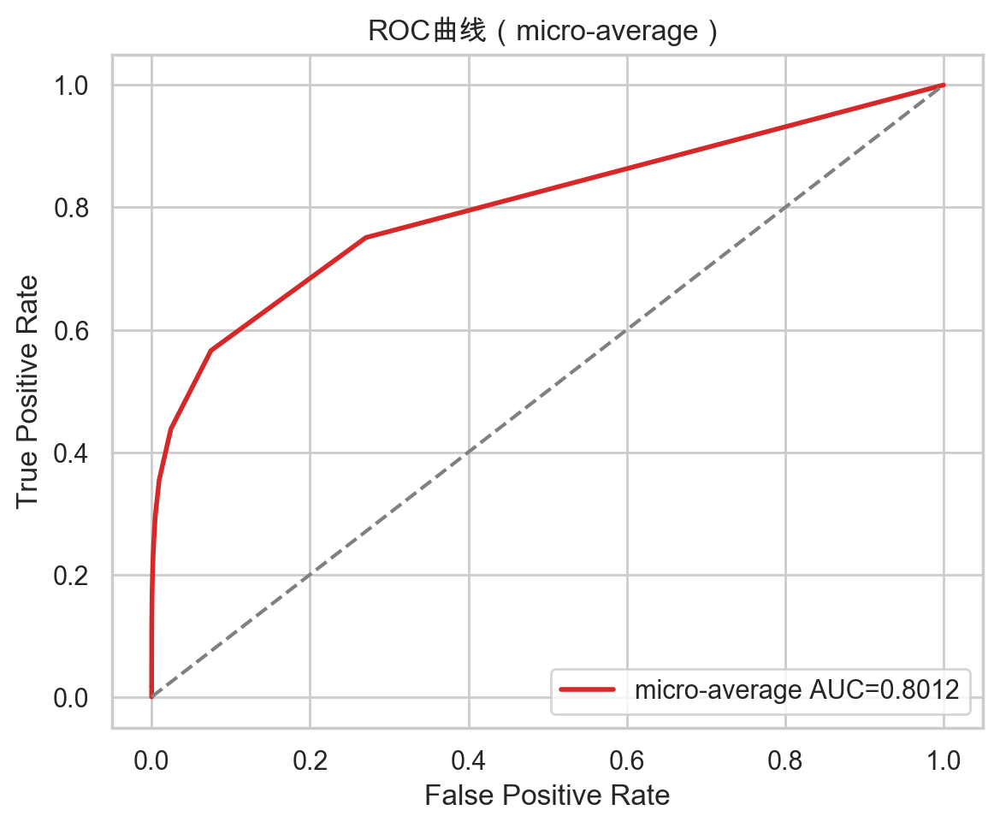 ROC曲线（micro-average）
True Positive Rate
1.0
0.8
0.6
0.4
0.2
0.0
micro-average AUC=0.8012
0.0 0.2 0.4 0.6 0.8 1.0
False Positive Rate